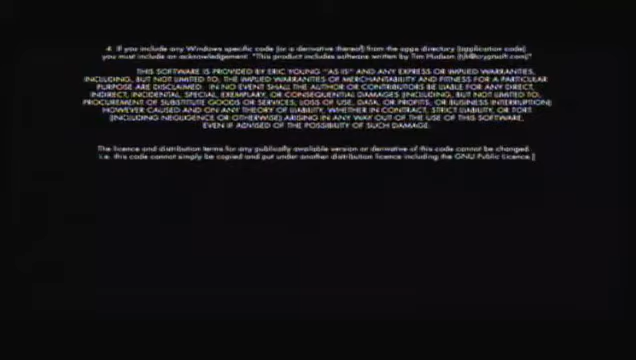 4. If you include any Windows specific code (or a derivative thereof) from the apps directory (application code)
you must include an acknowledgement: "This product includes software written by Tim Hudson (tjh@cryptsoft.com)"
THIS SOFTWARE IS PROVIDED BY ERIC YOUNG ''AS IS'' AND ANY EXPRESS OR IMPLIED WARRANTIES,
INCLUDING, BUT NOT LIMITED TO, THE IMPLIED WARRANTIES OF MERCHANTABILITY AND FITNESS FOR A PARTICULAR
PURPOSE ARE DISCLAIMED. IN NO EVENT SHALL THE AUTHOR OR CONTRIBUTORS BE LIABLE FOR ANY DIRECT,
INDIRECT, INCIDENTAL, SPECIAL, EXEMPLARY, OR CONSEQUENTIAL DAMAGES (INCLUDING, BUT NOT LIMITED TO,
PROCUREMENT OF SUBSTITUTE GOODS OR SERVICES; LOSS OF USE, DATA, OR PROFITS; OR BUSINESS INTERRUPTION)
HOWEVER CAUSED AND ON ANY THEORY OF LIABILITY, WHETHER IN CONTRACT, STRICT LIABILITY, OR TORT
(INCLUDING NEGLIGENCE OR OTHERWISE) ARISING IN ANY WAY OUT OF THE USE OF THIS SOFTWARE,
EVEN IF ADVISED OF THE POSSIBILITY OF SUCH DAMAGE.
The licence and distribution terms for any publically available version or derivative of this code cannot be changed.
i.e. this code cannot simply be copied and put under another distribution licence including the GNU Public Licence.]